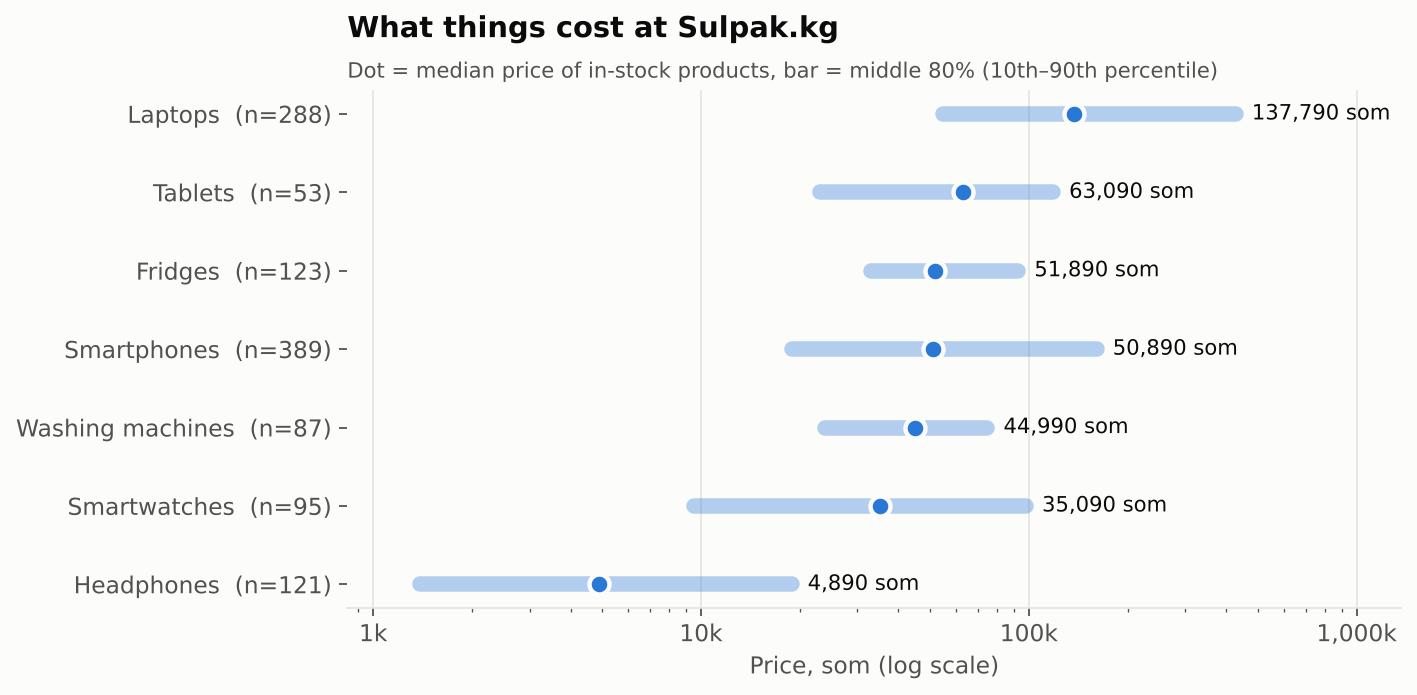 What things cost at Sulpak.kg
Dot = median price of in-stock products, bar = middle 80% (10th–90th percentile)
Laptops (n=288)
137,790 som
Tablets (n=53)
63,090 som
Fridges (n=123)
51,890 som
Smartphones (n=389)
50,890 som
Washing machines (n=87)
44,990 som
Smartwatches (n=95)
35,090 som
Headphones (n=121)
4,890 som
1k 10k 100k 1,000k
Price, som (log scale)